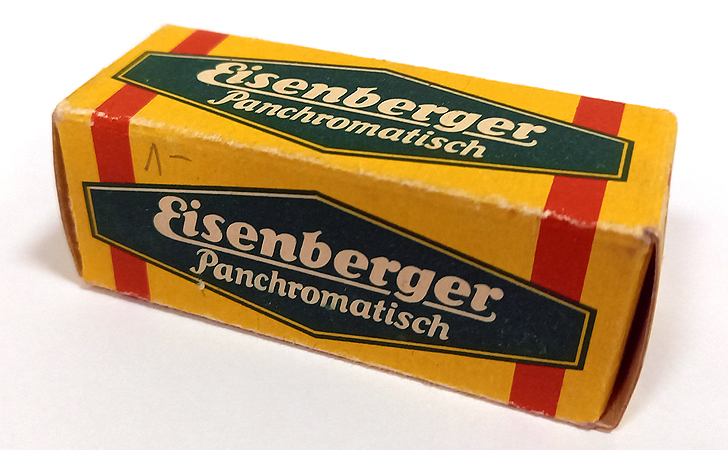 Eisenberger
Panchromatisch
1-
Eisenberger
Panchromatisch